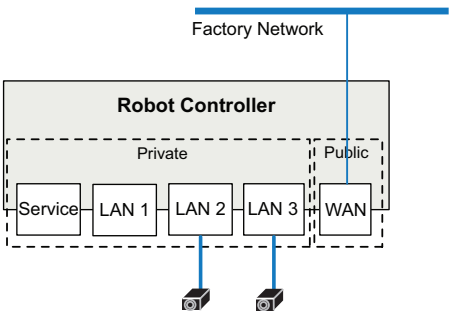 Factory Network
Robot Controller
Private
Public
Service
LAN 1
LAN 2
LAN 3
WAN